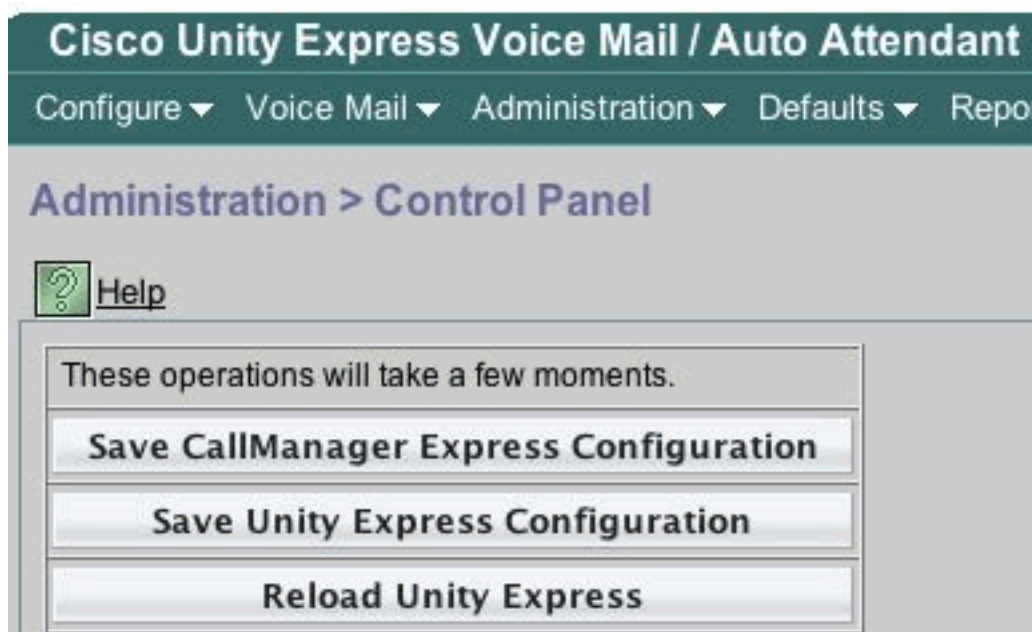 Cisco Unity Express Voice Mail / Auto Attendant
Configure Voice Mail Administration Defaults
Administration > Control Panel
? Help
These operations will take a few moments.
Save CallManager Express Configuration
Save Unity Express Configuration
Reload Unity Express